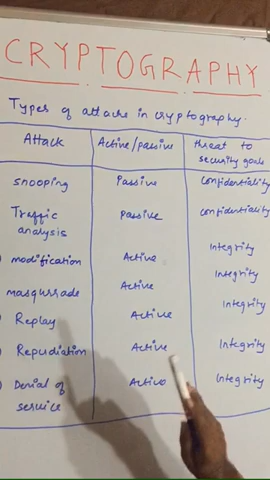 CRYPTOGRAPHY
Types of attacks in cryptography.
Attack Active/passive threat to security goals
snooping Passive Confidentiality
Traffic analysis Passive Confidentiality
modification Active Integrity
Integrity
masqurrade Active Integrity
Replay Active
Repudiation Active Integrity
Denial of service Active Integrity